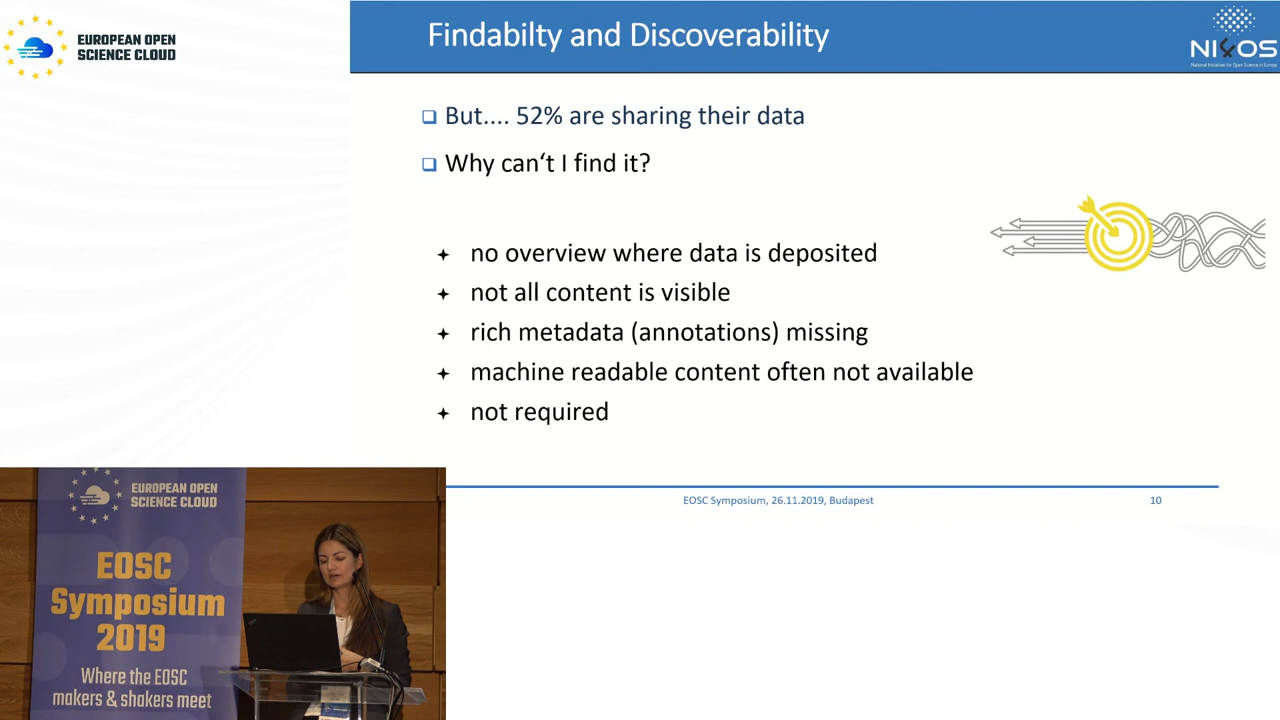 EUROPEAN OPEN
SCIENCE CLOUD
Findabilty and Discoverability
NI4OS
National Initiatives for Open Science in Europe
But.... 52% are sharing their data
Why can‘t I find it?
no overview where data is deposited
not all content is visible
rich metadata (annotations) missing
machine readable content often not available
not required
EOSC Symposium, 26.11.2019, Budapest
10
EUROPEAN OPEN
SCIENCE CLOUD
EOSC
Symposium
2019
Where the EOSC
makers & shakers meet